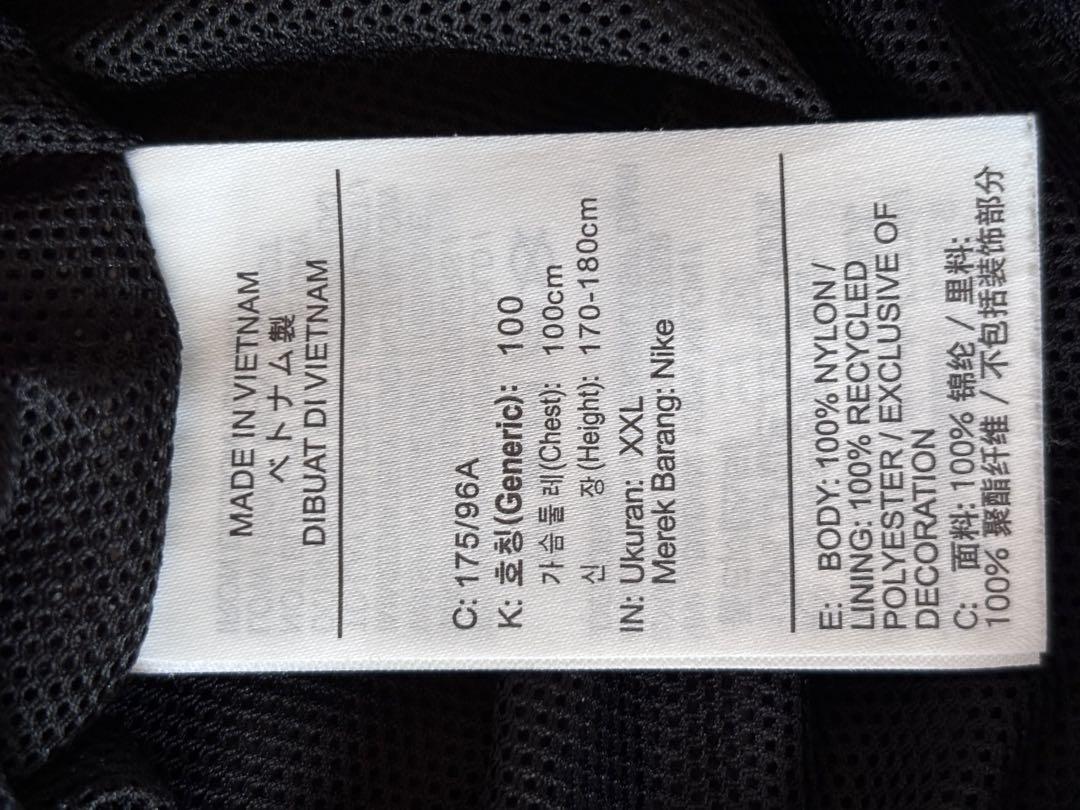 MADE IN VIETNAM
ベトナム製
DIBUAT DI VIETNAM
C: 175/96A
K: 호칭(Generic): 100
가슴둘레(Chest): 100cm
신 장(Height): 170-180cm
IN: Ukuran: XXL
Merek Barang: Nike
E: BODY: 100% NYLON /
LINING: 100% RECYCLED
POLYESTER / EXCLUSIVE OF
DECORATION
C: 面料: 100% 锦纶 / 里料:
100% 聚酯纤维 / 不包括装饰部分